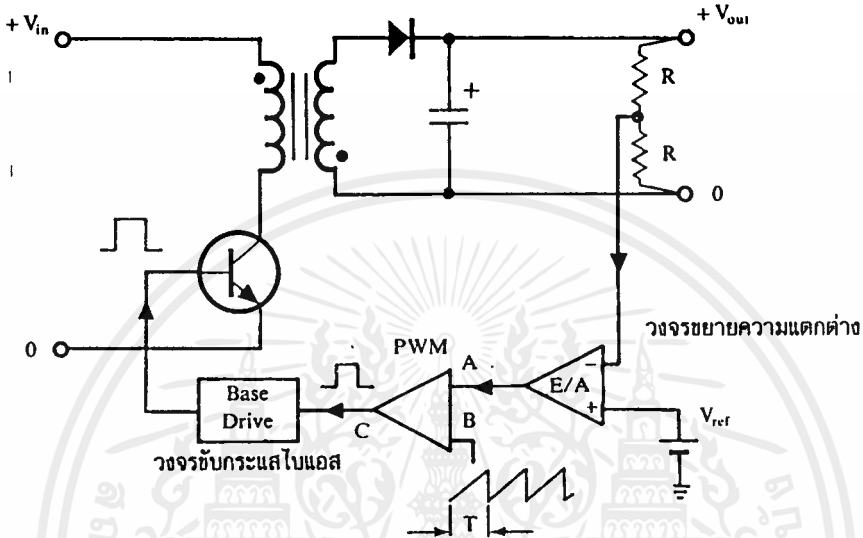 + Vin
+ Vout
R
R
0
วงจรขยายความแตกต่าง
0
PWM
A
E/A
−
+
Base
Drive
C
B
Vref
วงจรขับกระแสไบแอส
T
+